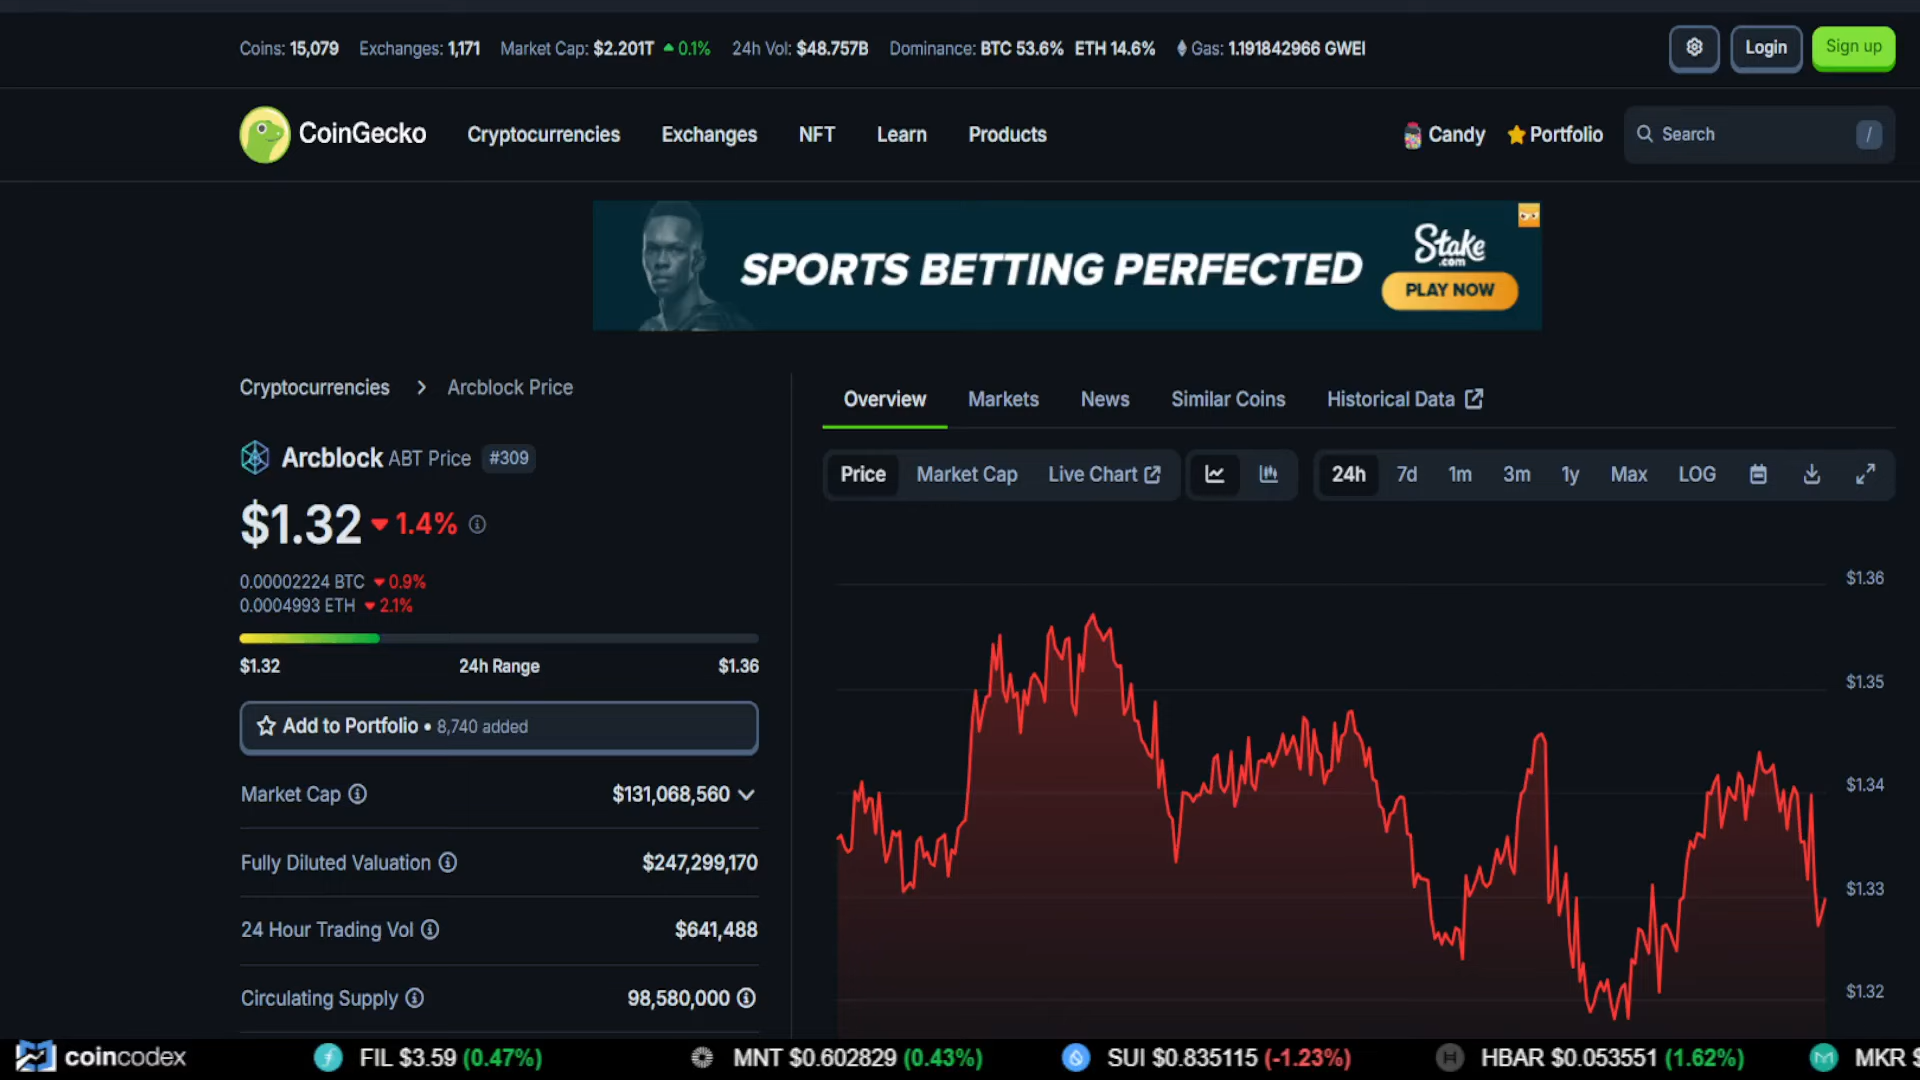 Coins: 15,079 Exchanges: 1,171 Market Cap: $2.201T 0.1% 24h Vol: $48.757B Dominance: BTC 53.6% ETH 14.6% Gas: 1.191842966 GWEI Login Sign up
CoinGecko Cryptocurrencies Exchanges NFT Learn Products Candy Portfolio Search /
SPORTS BETTING PERFECTED
Stake
.com
PLAY NOW
Cryptocurrencies > Arcblock Price
Arcblock ABT Price #309
$1.32 1.4%
0.00002224 BTC 0.9%
0.0004993 ETH 2.1%
$1.32 24h Range $1.36
Add to Portfolio • 8,740 added
Market Cap $131,068,560
Fully Diluted Valuation $247,299,170
24 Hour Trading Vol $641,488
Circulating Supply 98,580,000
Overview Markets News Similar Coins Historical Data
Price Market Cap Live Chart 24h 7d 1m 3m 1y Max LOG
$1.36
$1.35
$1.34
$1.33
$1.32
coincodex FIL $3.59 (0.47%) MNT $0.602829 (0.43%) SUI $0.835115 (-1.23%) HBAR $0.053551 (1.62%) MKR $